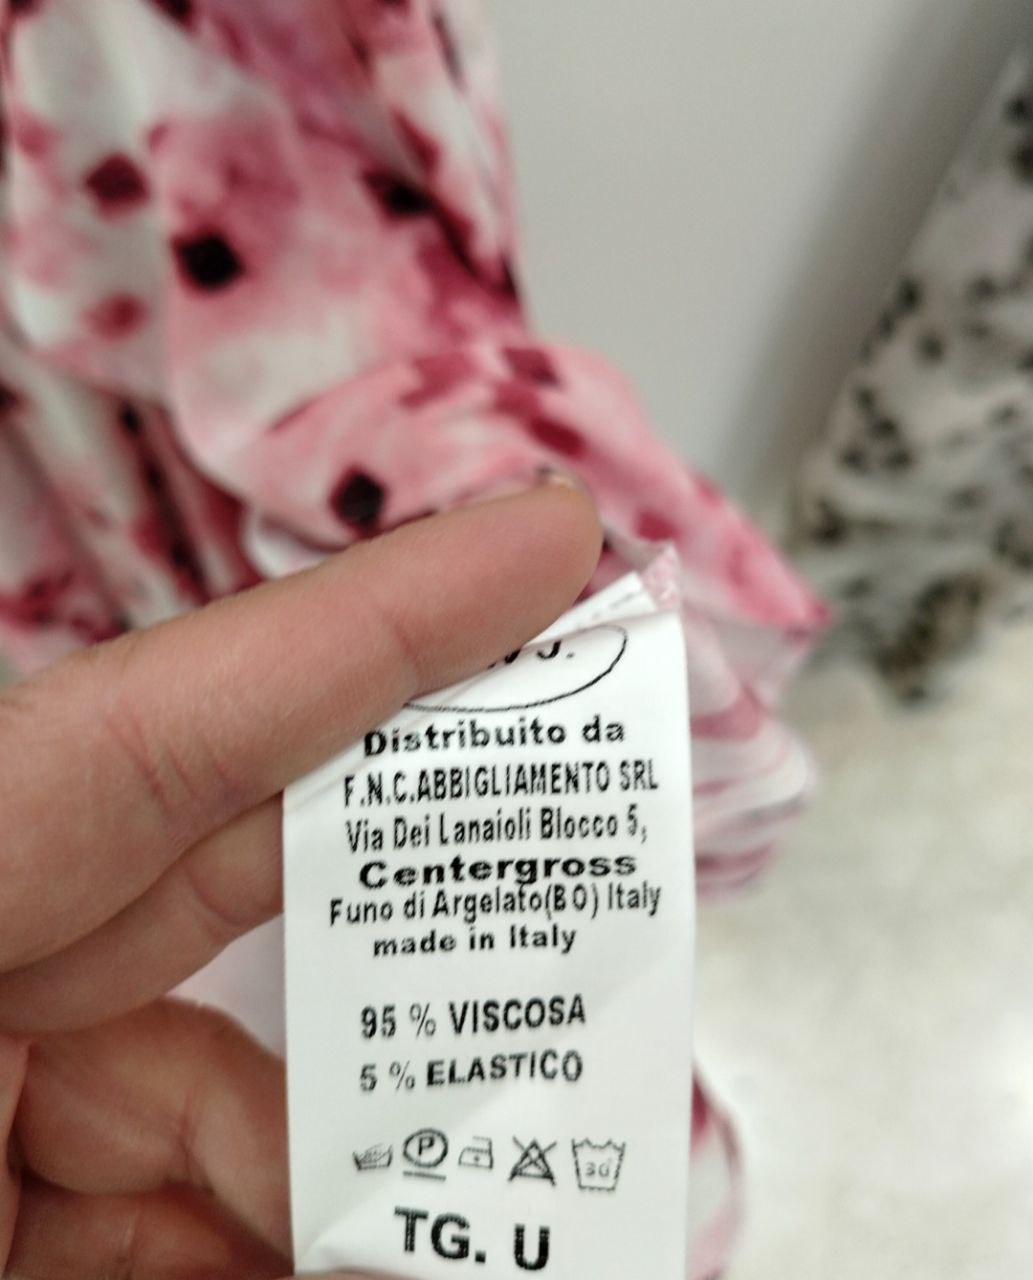 J.
Distribuito da
F.N.C.ABBIGLIAMENTO SRL
Via Dei Lanaioli Blocco 5,
Centergross
Funo di Argelato(BO) Italy
made in Italy
95 % VISCOSA
5 % ELASTICO
P
30°
TG. U